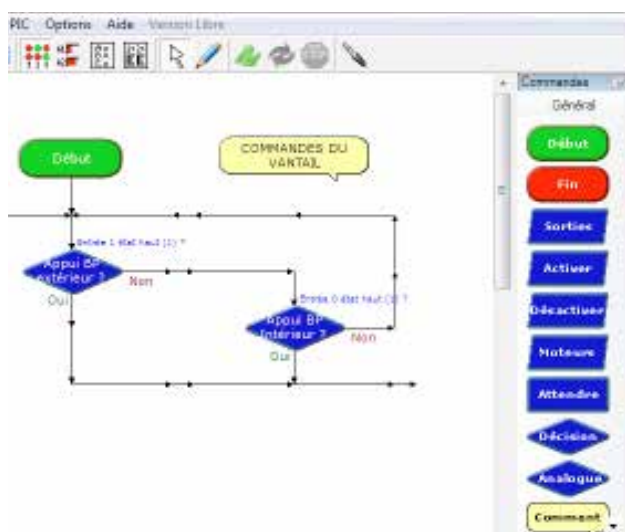 PIC Options Aide Version Libre
Commandes
Général
Début
COMMANDES DU
VANTAIL
Début
Fin
Entrée 1 état haut (1) ?
Appui BP
extérieur ?
Non
Oui
Entrée 0 état haut (1) ?
Appui BP
Intérieur ?
Non
Oui
Sorties
Activer
Désactiver
Moteurs
Attendre
Décision
Analogue
Comment